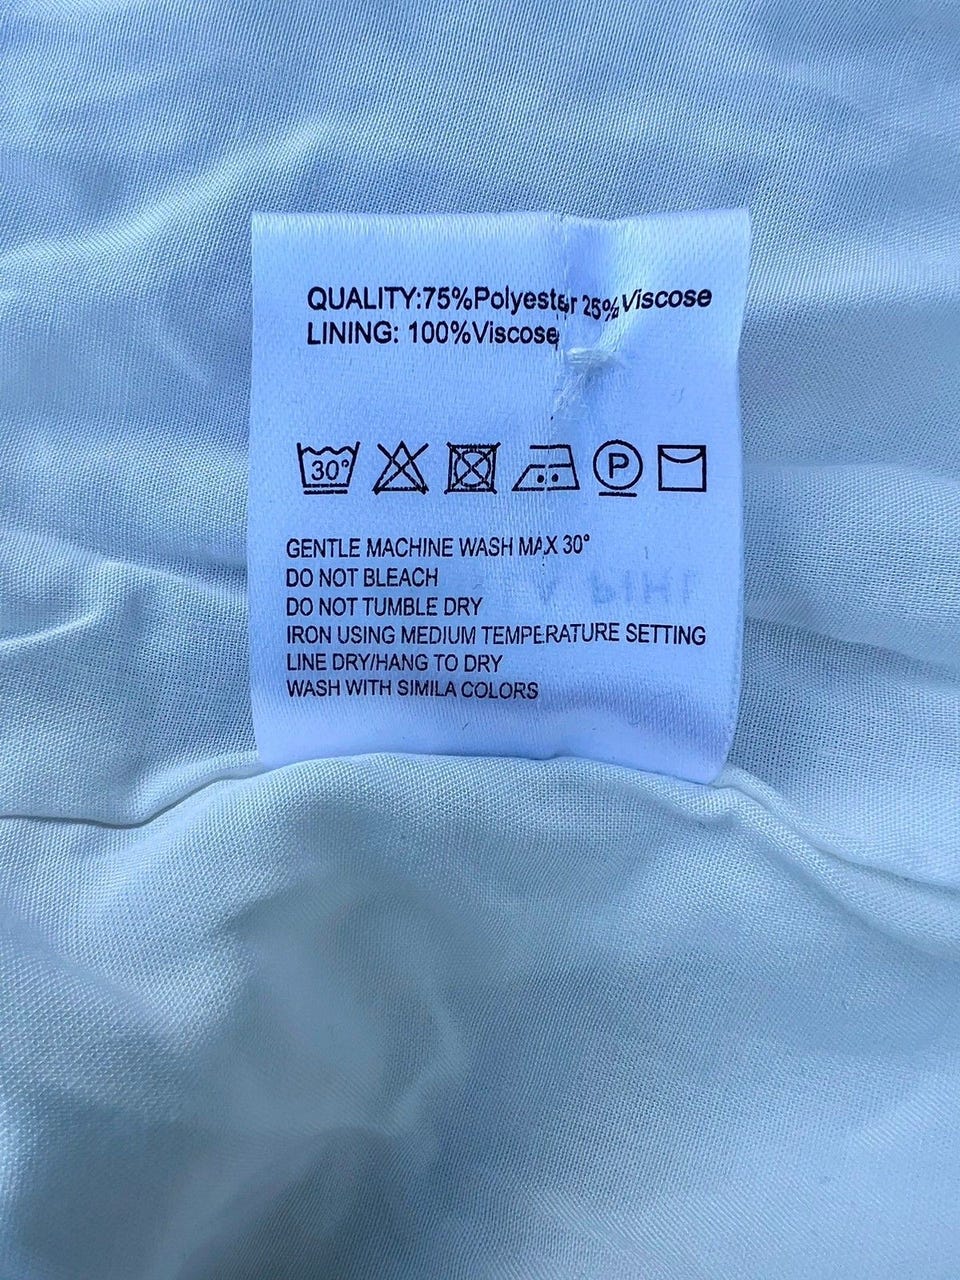 QUALITY:75%Polyester 25%Viscose
LINING: 100%Viscose
30° P
GENTLE MACHINE WASH MAX 30°
DO NOT BLEACH
DO NOT TUMBLE DRY
IRON USING MEDIUM TEMPERATURE SETTING
LINE DRY/HANG TO DRY
WASH WITH SIMILA COLORS